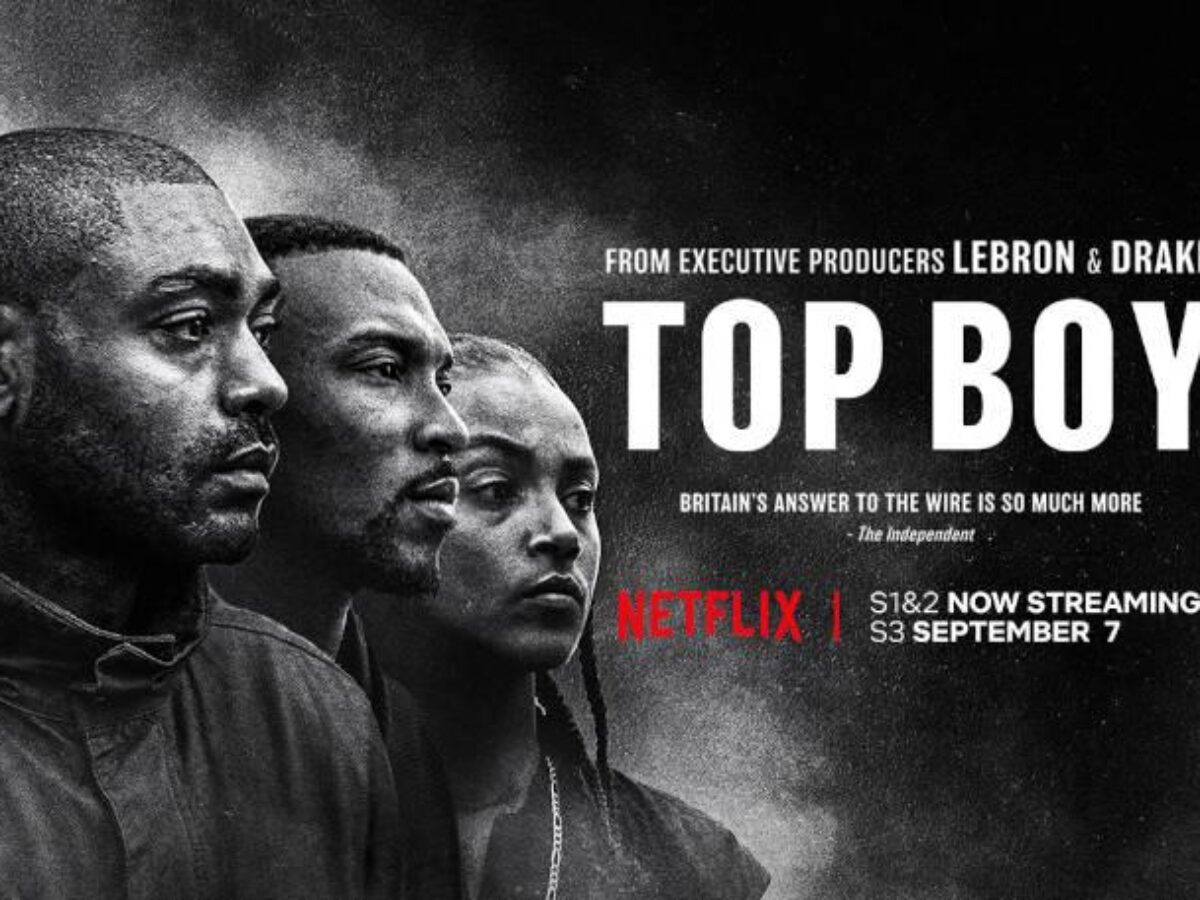 FROM EXECUTIVE PRODUCERS LEBRON & DRAK
TOP BOY
BRITAIN'S ANSWER TO THE WIRE IS SO MUCH MORE
- The Independent
NETFLIX | S1&2 NOW STREAMING
S3 SEPTEMBER 7